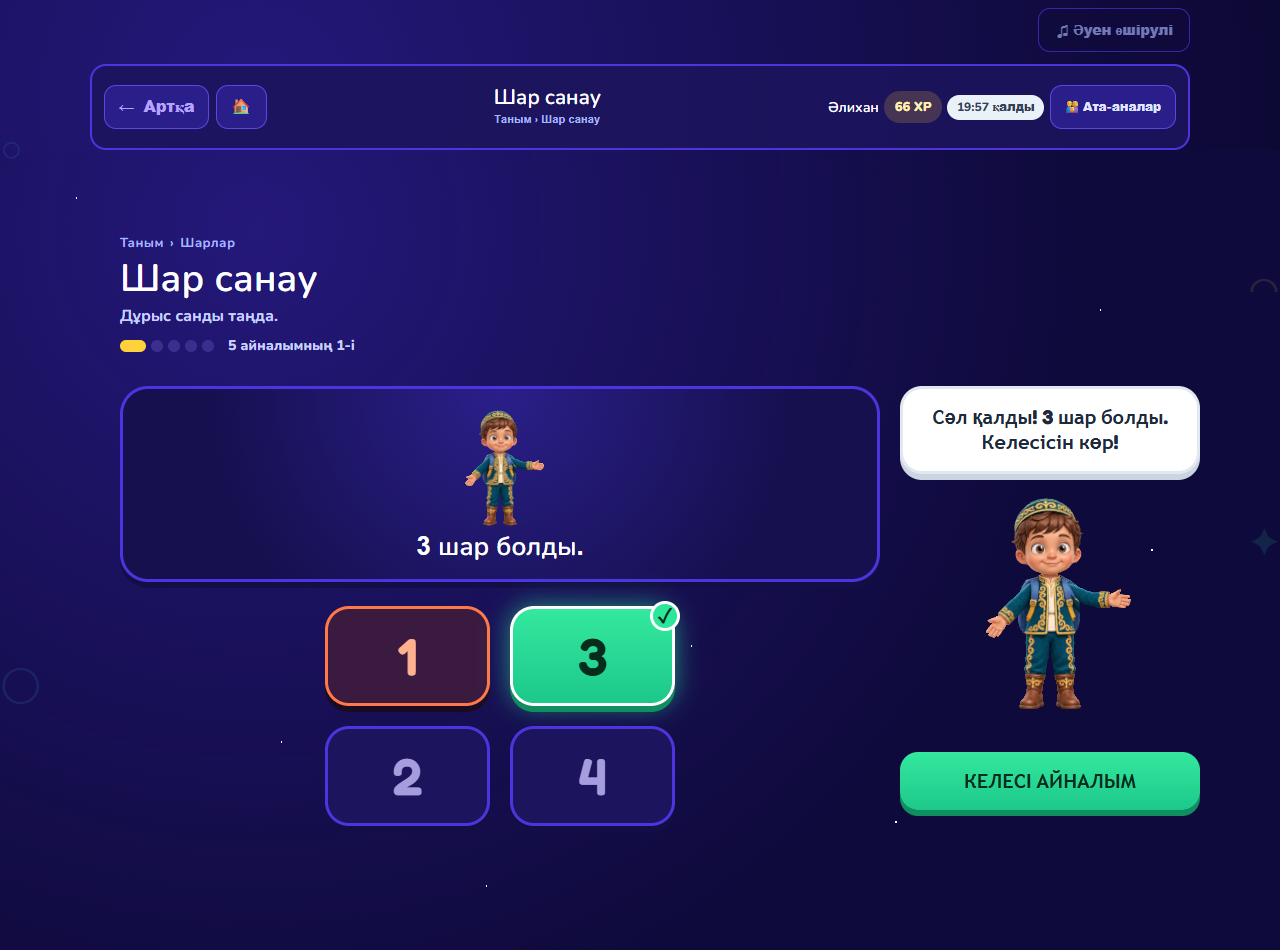 ♫ Әуен өшірулі
← Артқа
Шар санау
Таным › Шар санау
Әлихан
66 XP
19:57 қалды
Ата-аналар
Таным › Шарлар
Шар санау
Дұрыс санды таңда.
5 айналымның 1-і
3 шар болды.
Сәл қалды! 3 шар болды.
Келесісін көр!
1
3
✓
2
4
КЕЛЕСІ АЙНАЛЫМ